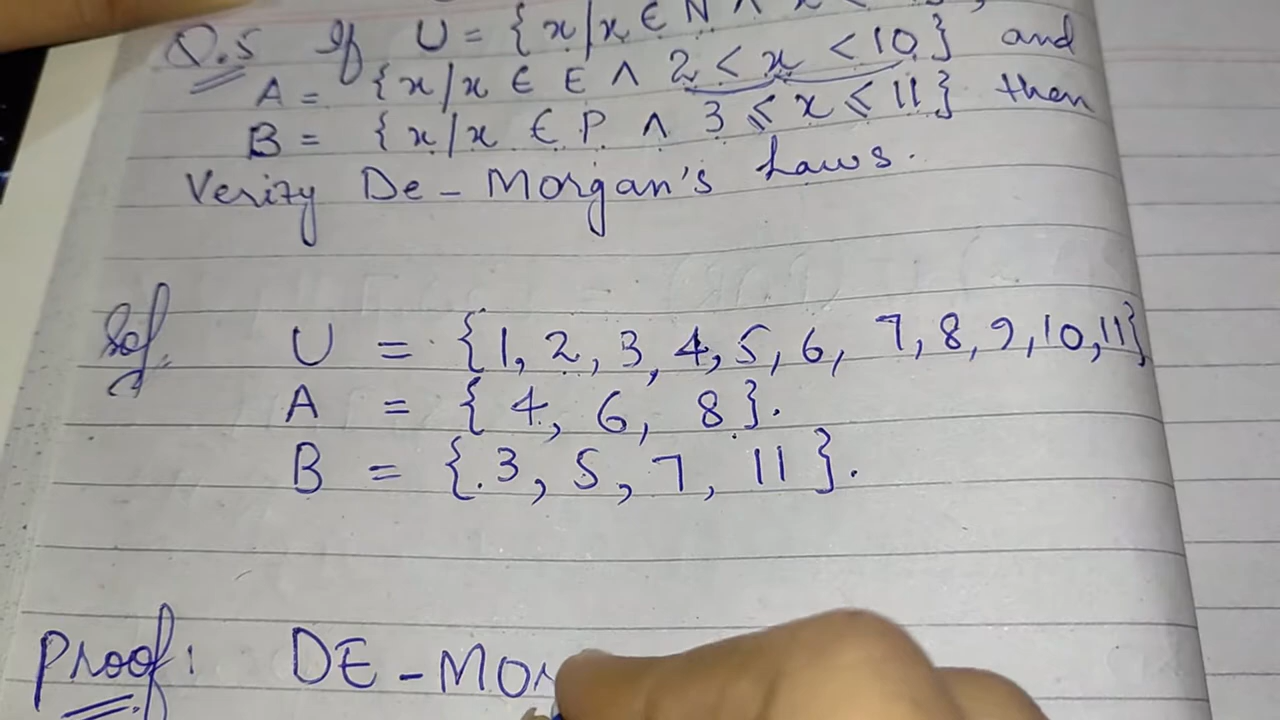 Q.5 If U = {x/x ∈ N ∧
A = {x/x ∈ E ∧ 2 < x < 10} and
B = {x/x ∈ P ∧ 3 ≤ x ≤ 11} then
Verify De-Morgan's Laws.
Sol:
U = {1, 2, 3, 4, 5, 6, 7, 8, 9, 10, 11}
A = {4, 6, 8}.
B = {3, 5, 7, 11}.
Proof: DE-MOR